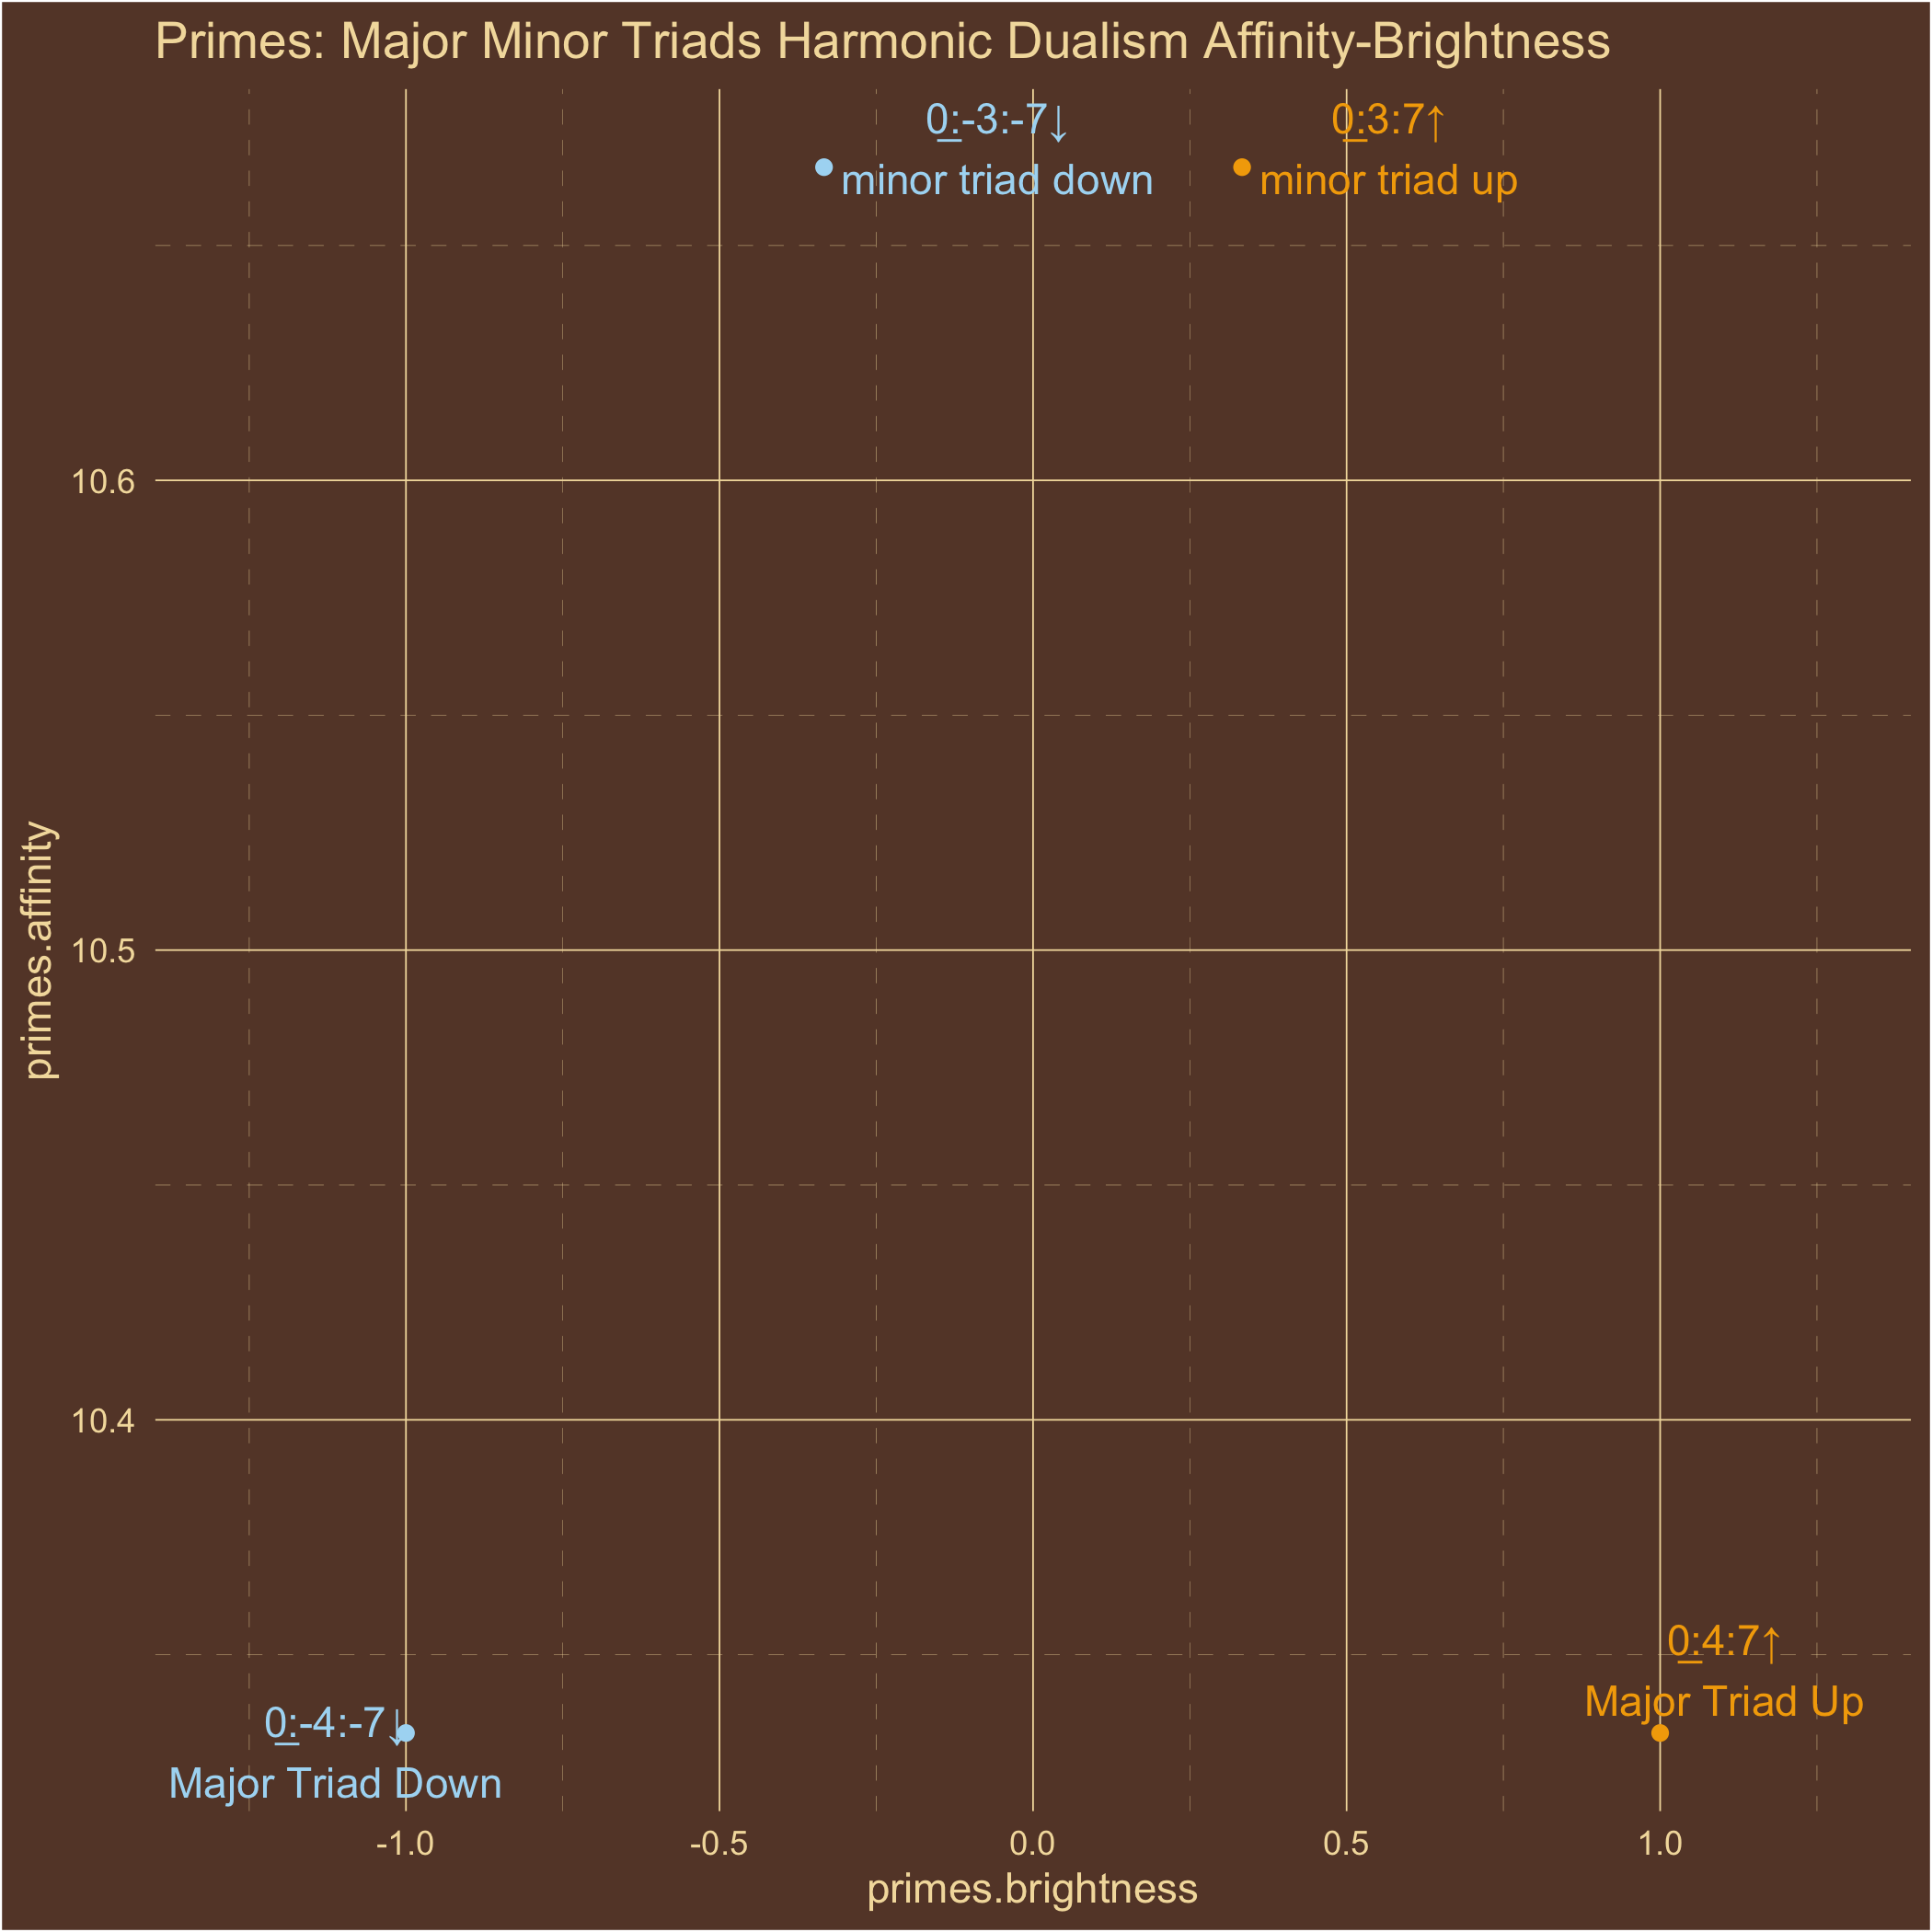 Primes: Major Minor Triads Harmonic Dualism Affinity-Brightness
0:-3:-7↓
minor triad down
0:3:7↑
minor triad up
10.6
primes.affinity
10.5
10.4
0:4:7↑
Major Triad Up
0:-4:-7↓
Major Triad Down
-1.0
-0.5
0.0
0.5
1.0
primes.brightness